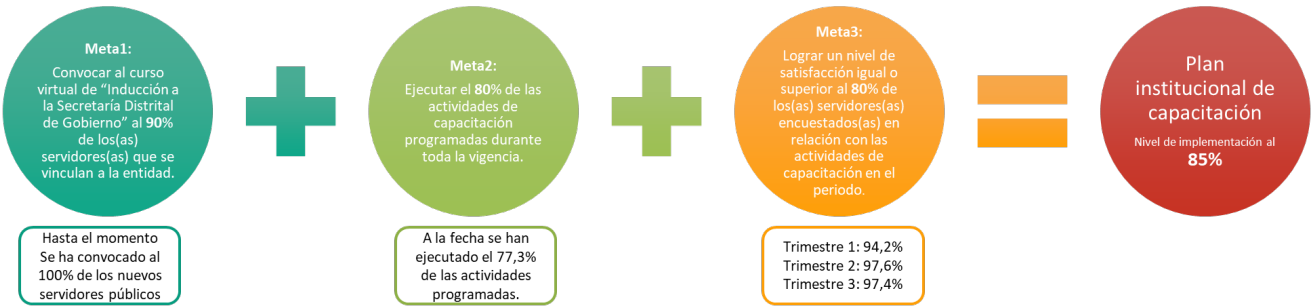 Meta1:
Convocar al curso
virtual de “Inducción a
la Secretaría Distrital
de Gobierno” al 90%
de los(as)
servidores(as) que se
vinculan a la entidad.
Hasta el momento
Se ha convocado al
100% de los nuevos
servidores públicos
Meta2:
Ejecutar el 80% de las
actividades de
capacitación
programadas durante
toda la vigencia.
A la fecha se han
ejecutado el 77,3%
de las actividades
programadas.
Meta3:
Lograr un nivel de
satisfacción igual o
superior al 80% de
los(as) servidores(as)
encuestados(as) en
relación con las
actividades de
capacitación en el
periodo.
Trimestre 1: 94,2%
Trimestre 2: 97,6%
Trimestre 3: 97,4%
Plan
institucional de
capacitación
Nivel de implementación al
85%